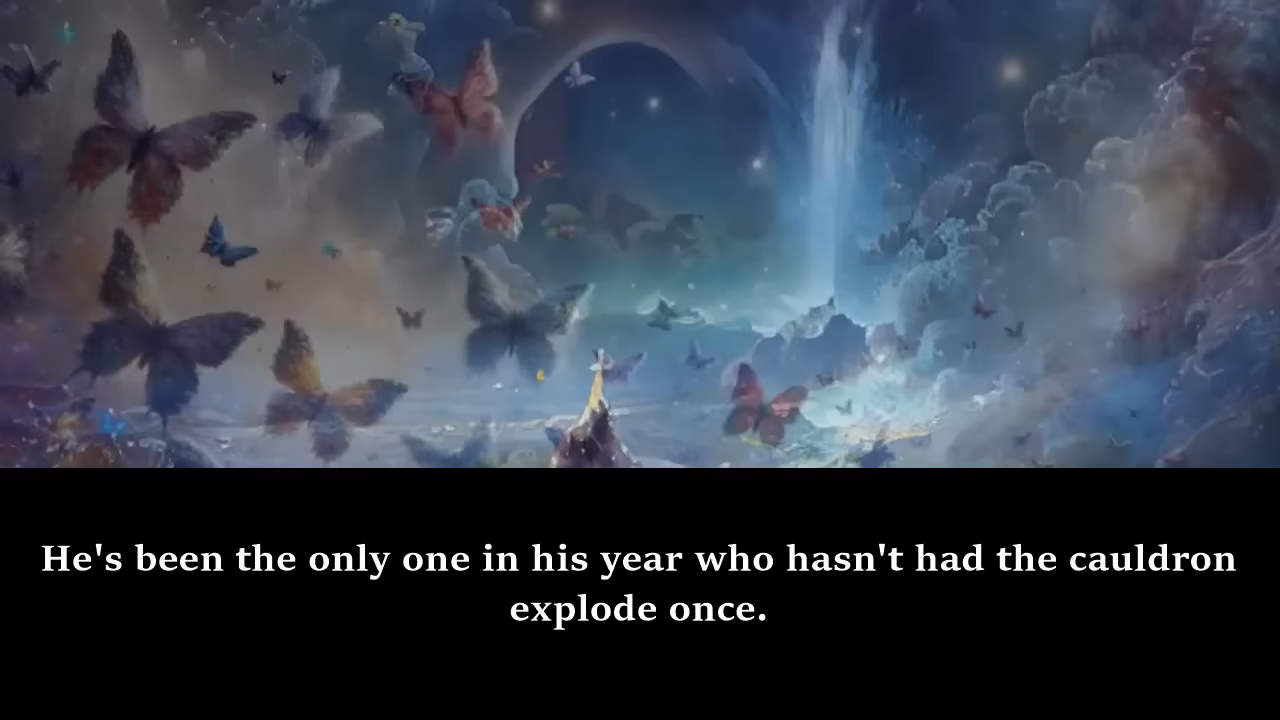 He's been the only one in his year who hasn't had the cauldron
explode once.